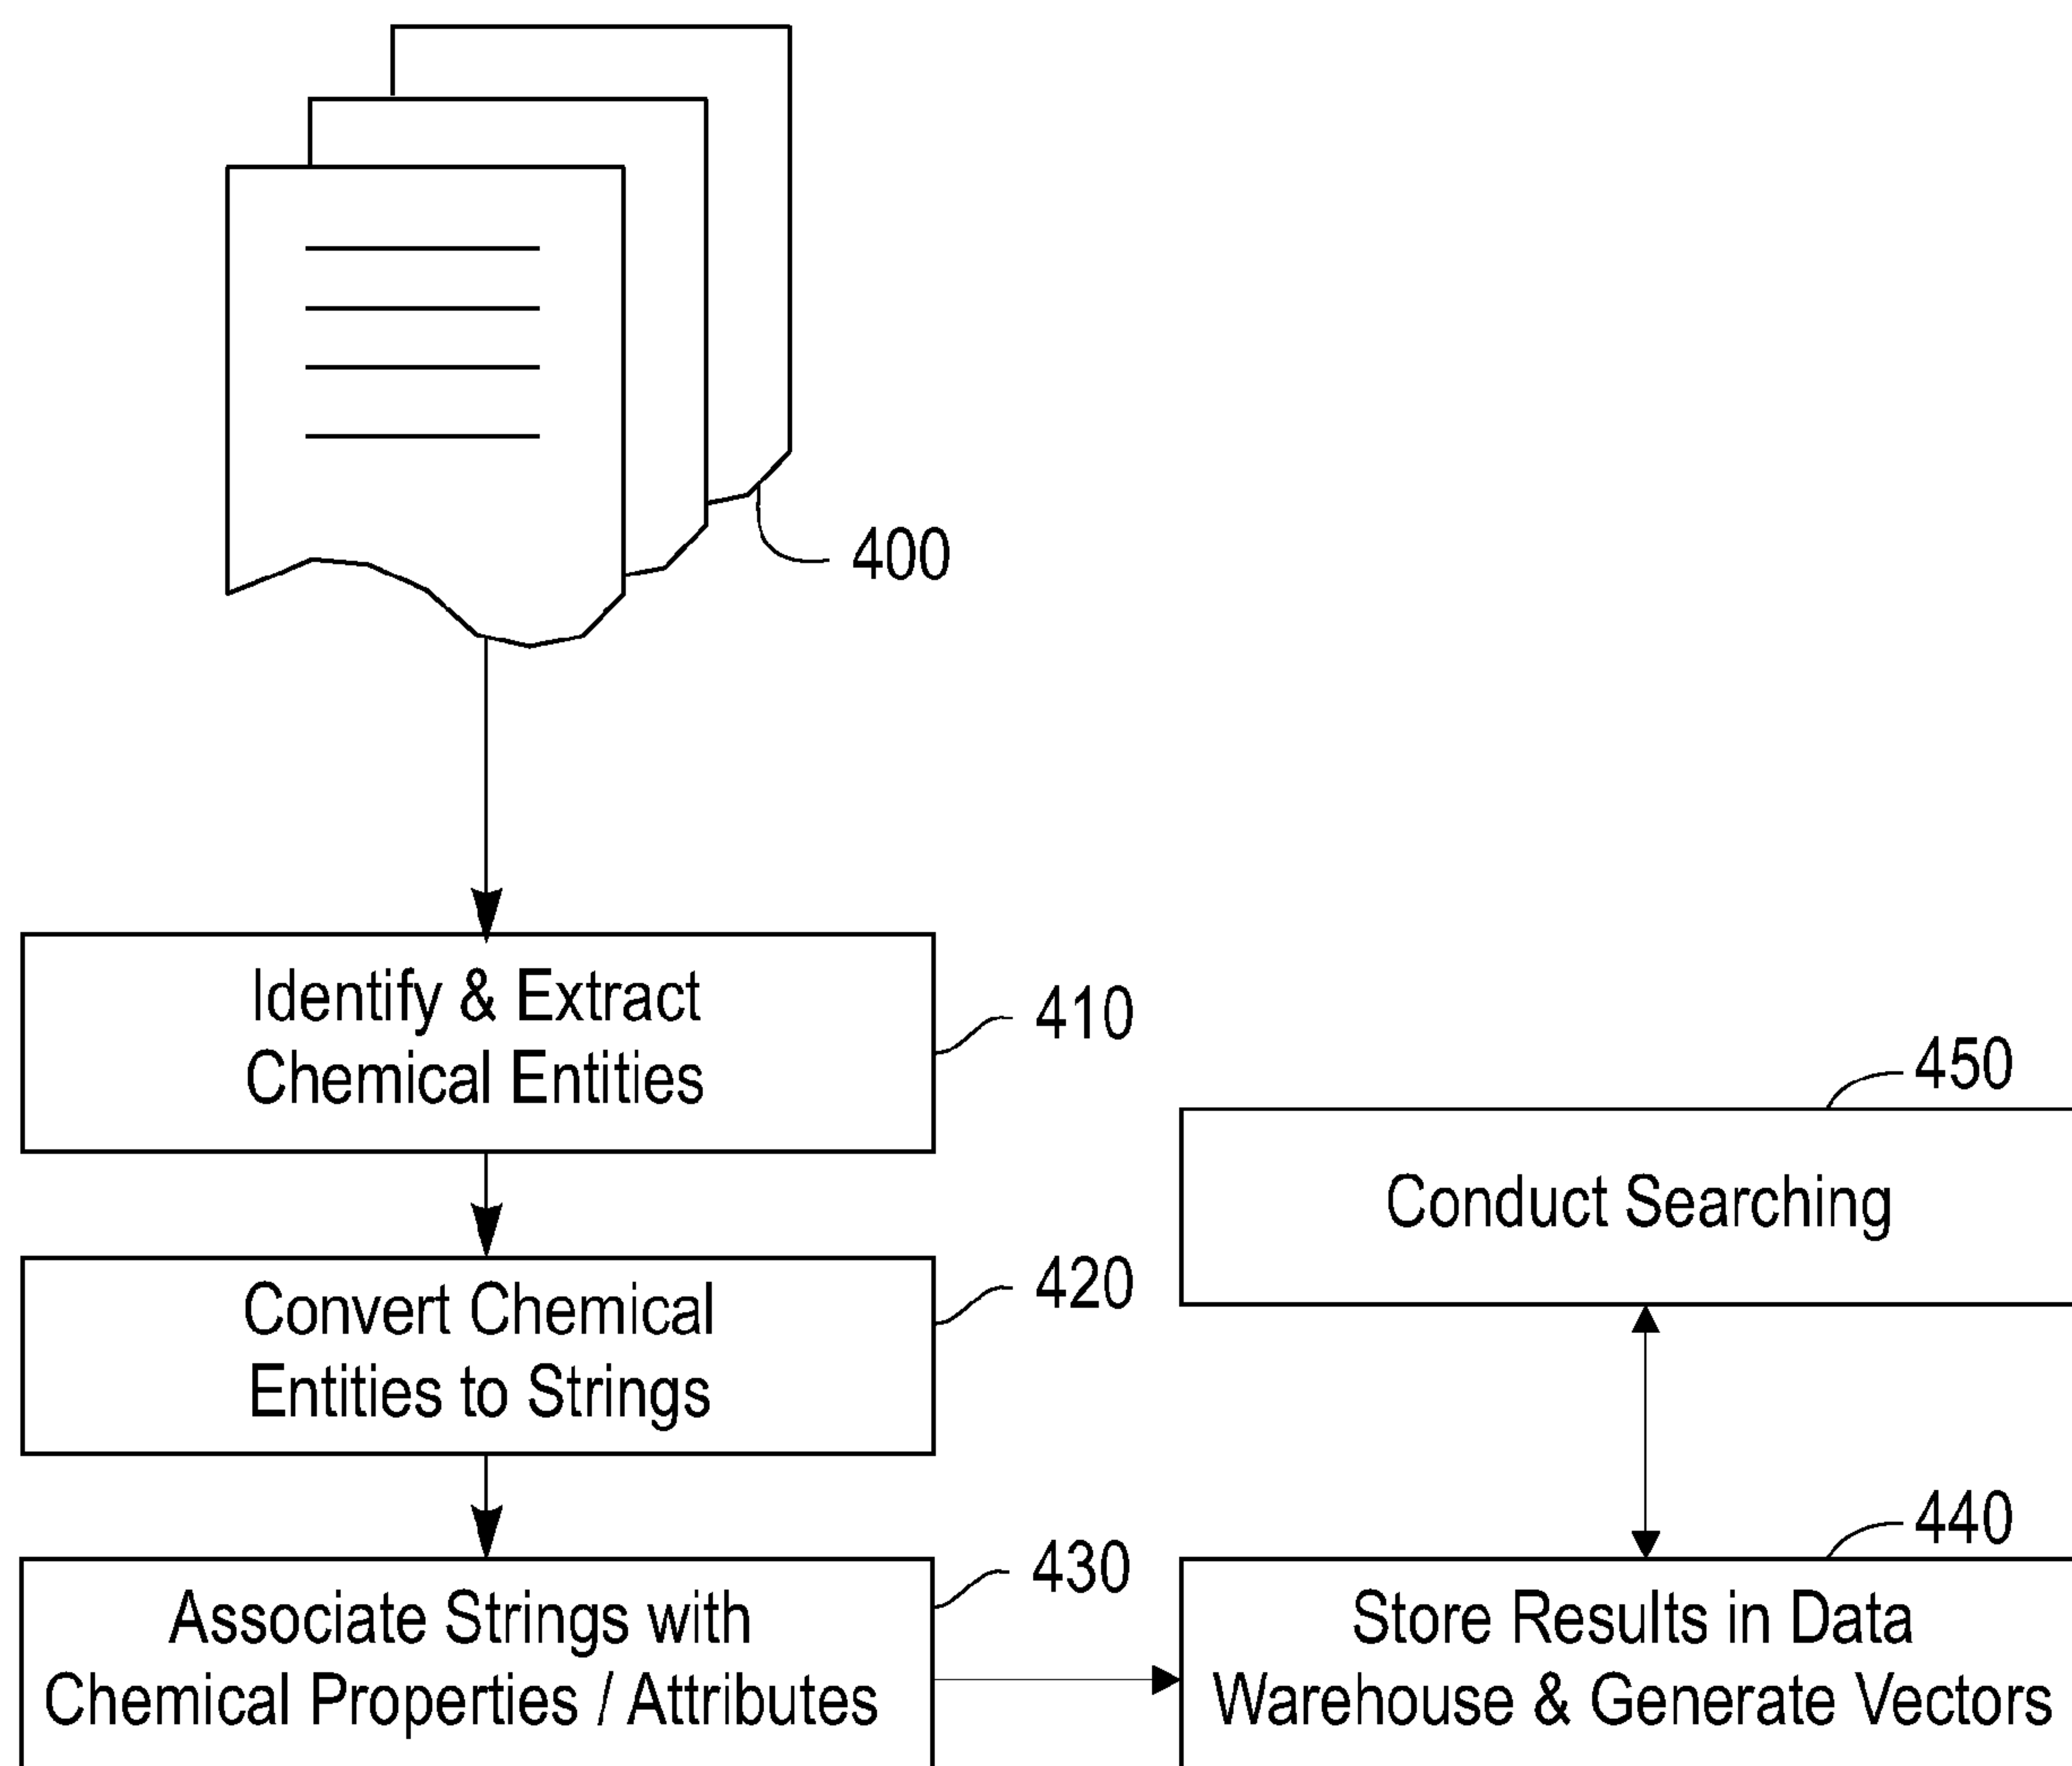 400
Identify & Extract
Chemical Entities
410
Convert Chemical
Entities to Strings
420
Associate Strings with
Chemical Properties / Attributes
430
450
Conduct Searching
440
Store Results in Data
Warehouse & Generate Vectors